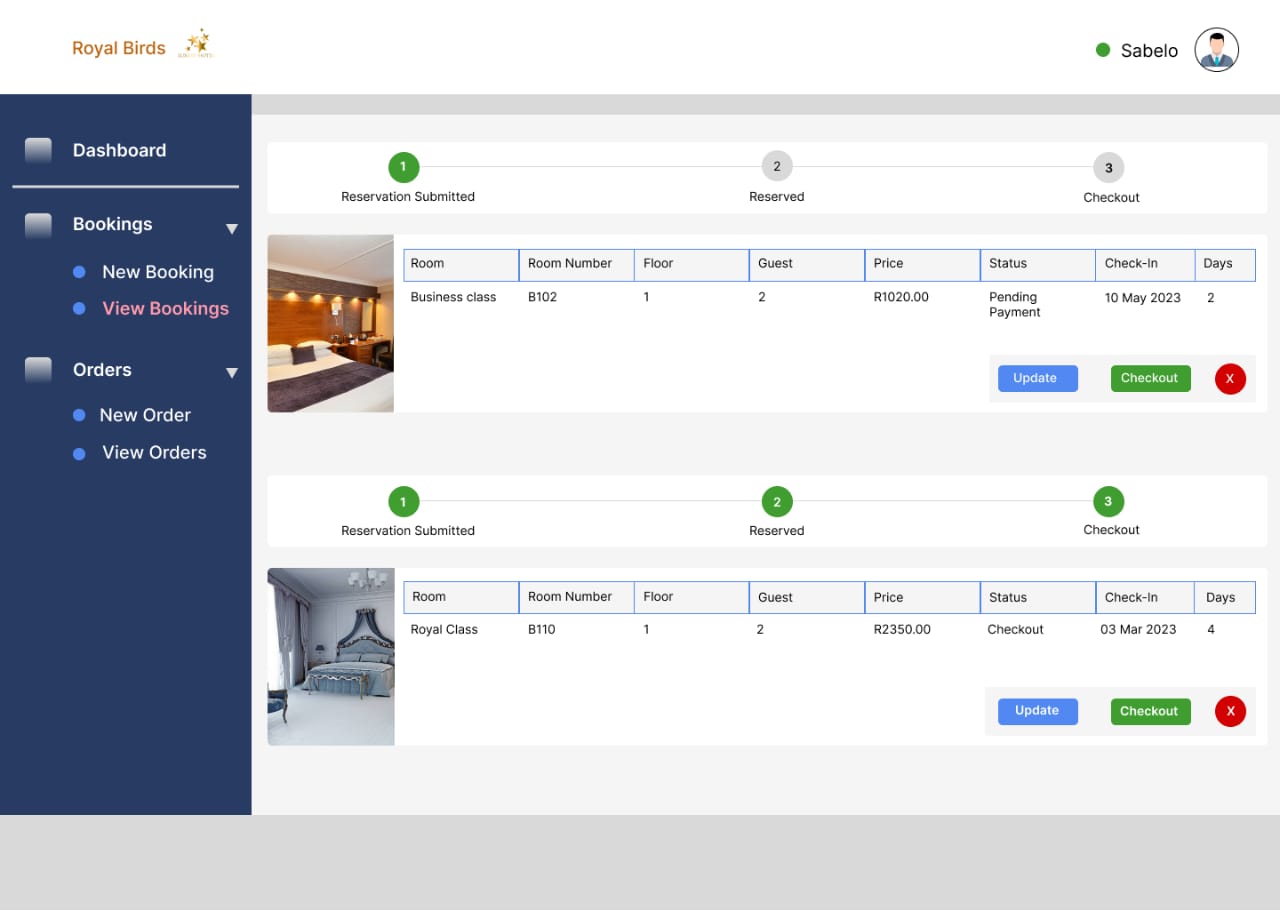 Royal Birds
Sabelo
Dashboard
Bookings
New Booking
View Bookings
Orders
New Order
View Orders
1 2 3
Reservation Submitted Reserved Checkout
Room Room Number Floor Guest Price Status Check-In Days
Business class B102 1 2 R1020.00 Pending 10 May 2023 2
Payment
Update Checkout X
1 2 3
Reservation Submitted Reserved Checkout
Room Room Number Floor Guest Price Status Check-In Days
Royal Class B110 1 2 R2350.00 Checkout 03 Mar 2023 4
Update Checkout X